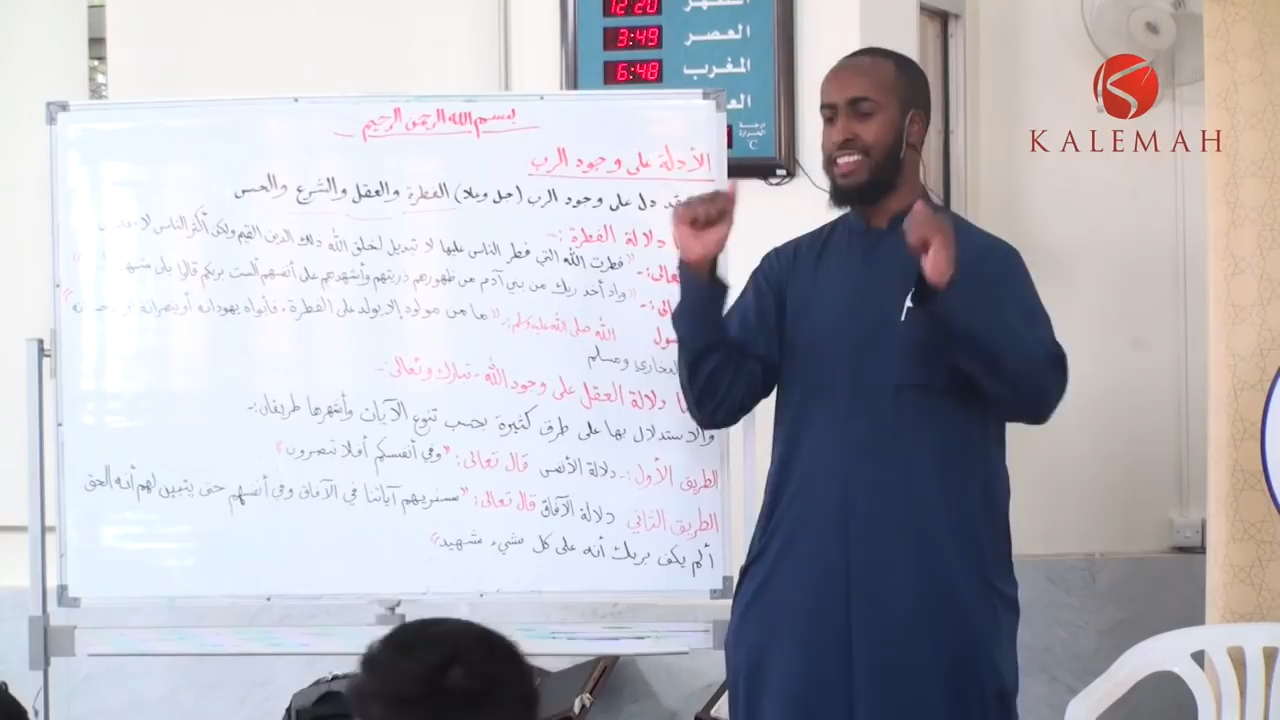 12:20 الظهر
3:49 العصر
6:48 المغرب
درجة
الحرارة
°C
KALEMAH
بسم الله الرحمن الرحيم
الأدلة على وجود الرب
دل على وجود الرب (جل وعلا) الفطرة والعقل والشرع والحس
دلالة الفطرة :-
"فطرت الله التي فطر الناس عليها لا تبديل لخلق الله ذلك الدين القيم ولكن أكثر الناس لا
"وإذ أخذ ربك من بني آدم من ظهورهم ذريتهم وأشهدهم على أنفسهم ألست بربكم قالوا بلى
الله صلى الله عليه وسلم:- "ما من مولود إلا يولد على الفطرة، فأبواه يهودانه أو ينصرانه أو
البخاري ومسلم
دلالة العقل على وجود الله - تبارك وتعالى:-
والاستدلال بها على طرق كثيرة بحسب تنوع الآيات وأشهرها طريقان:-
الطريق الأول:- دلالة الأنفس قال تعالى: "وفي أنفسكم أفلا تبصرون"
الطريق الثاني دلالة الآفاق قال تعالى: "سنريهم آياتنا في الآفاق وفي أنفسهم حتى يتبين لهم أنه الحق
ألم يكف بربك أنه على كل شيء شهيد"